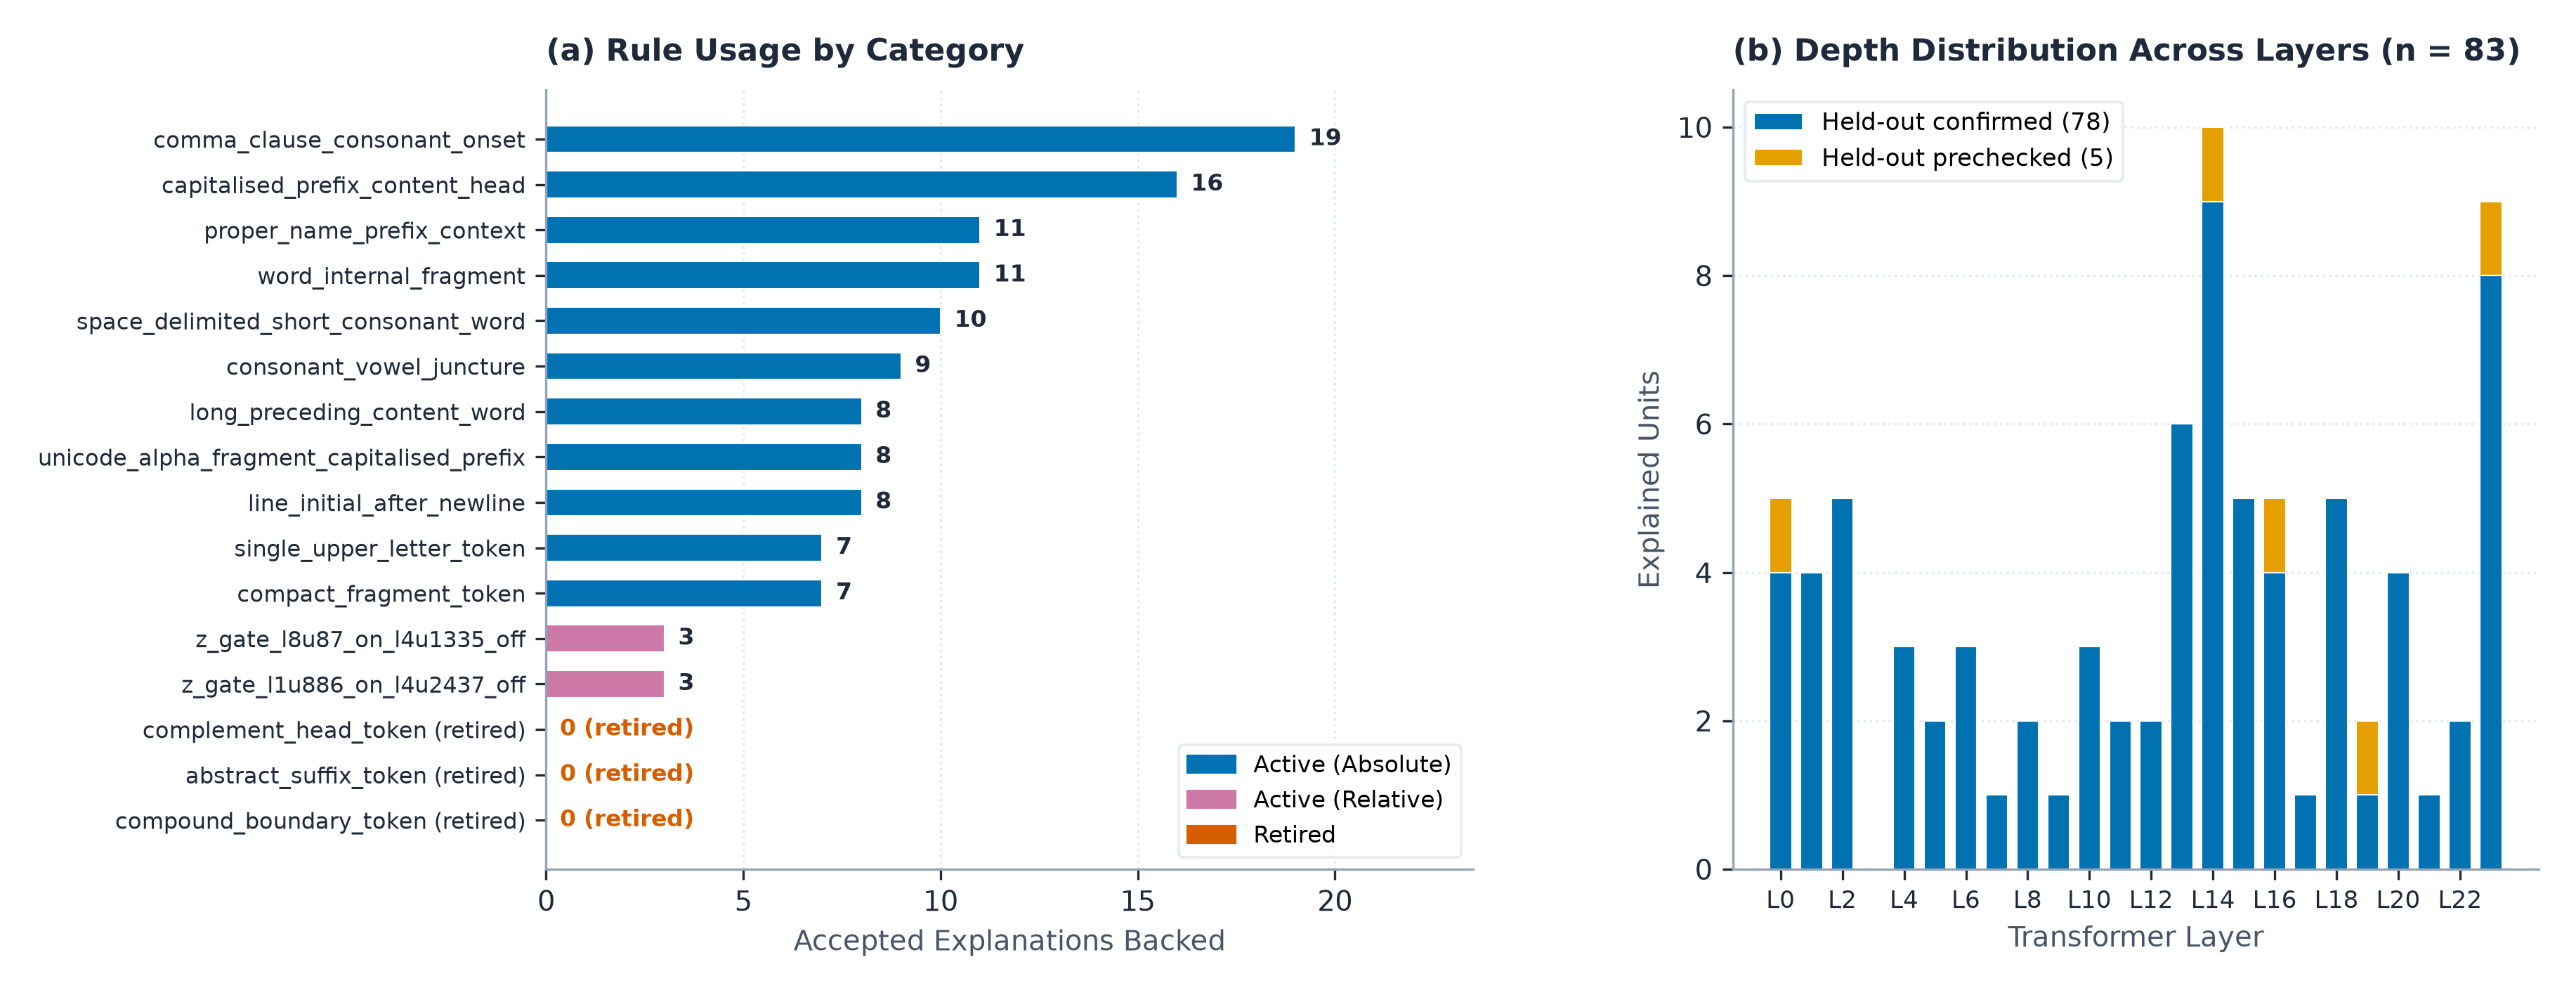 (a) Rule Usage by Category
comma_clause_consonant_onset
19
capitalised_prefix_content_head
16
proper_name_prefix_context
11
word_internal_fragment
11
space_delimited_short_consonant_word
10
consonant_vowel_juncture
9
long_preceding_content_word
8
unicode_alpha_fragment_capitalised_prefix
8
line_initial_after_newline
8
single_upper_letter_token
7
compact_fragment_token
7
z_gate_l8u87_on_l4u1335_off
3
z_gate_l1u886_on_l4u2437_off
3
complement_head_token (retired)
0 (retired)
abstract_suffix_token (retired)
0 (retired)
compound_boundary_token (retired)
0 (retired)
Active (Absolute)
Active (Relative)
Retired
0 5 10 15 20
Accepted Explanations Backed
(b) Depth Distribution Across Layers (n = 83)
Held-out confirmed (78)
Held-out prechecked (5)
Explained Units
10
8
6
4
2
0
L0 L2 L4 L6 L8 L10 L12 L14 L16 L18 L20 L22
Transformer Layer